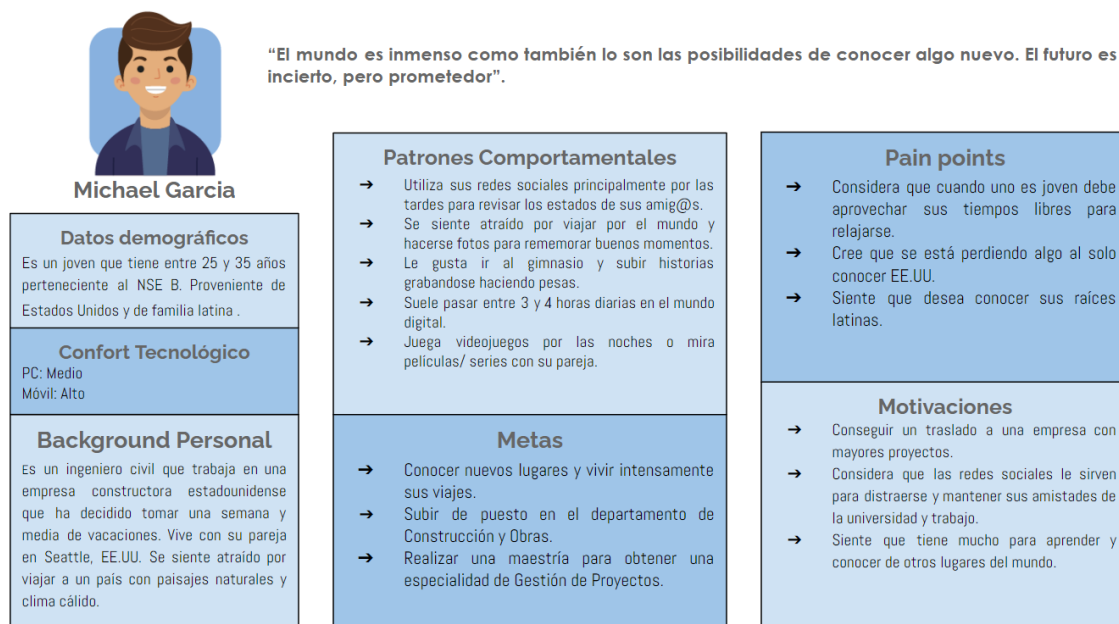 “El mundo es inmenso como también lo son las posibilidades de conocer algo nuevo. El futuro es
incierto, pero prometedor”.
Michael Garcia
Datos demográficos
Es un joven que tiene entre 25 y 35 años
perteneciente al NSE B. Proveniente de
Estados Unidos y de familia latina .
Confort Tecnológico
PC: Medio
Móvil: Alto
Background Personal
Es un ingeniero civil que trabaja en una
empresa constructora estadounidense
que ha decidido tomar una semana y
media de vacaciones. Vive con su pareja
en Seattle, EE.UU. Se siente atraído por
viajar a un país con paisajes naturales y
clima cálido.
Patrones Comportamentales
➔ Utiliza sus redes sociales principalmente por las
tardes para revisar los estados de sus amig@s.
➔ Se siente atraído por viajar por el mundo y
hacerse fotos para rememorar buenos momentos.
➔ Le gusta ir al gimnasio y subir historias
grabandose haciendo pesas.
➔ Suele pasar entre 3 y 4 horas diarias en el mundo
digital.
➔ Juega videojuegos por las noches o mira
películas/ series con su pareja.
Metas
➔ Conocer nuevos lugares y vivir intensamente
sus viajes.
➔ Subir de puesto en el departamento de
Construcción y Obras.
➔ Realizar una maestría para obtener una
especialidad de Gestión de Proyectos.
Pain points
➔ Considera que cuando uno es joven debe
aprovechar sus tiempos libres para
relajarse.
➔ Cree que se está perdiendo algo al solo
conocer EE.UU.
➔ Siente que desea conocer sus raíces
latinas.
Motivaciones
➔ Conseguir un traslado a una empresa con
mayores proyectos.
➔ Considera que las redes sociales le sirven
para distraerse y mantener sus amistades de
la universidad y trabajo.
➔ Siente que tiene mucho para aprender y
conocer de otros lugares del mundo.